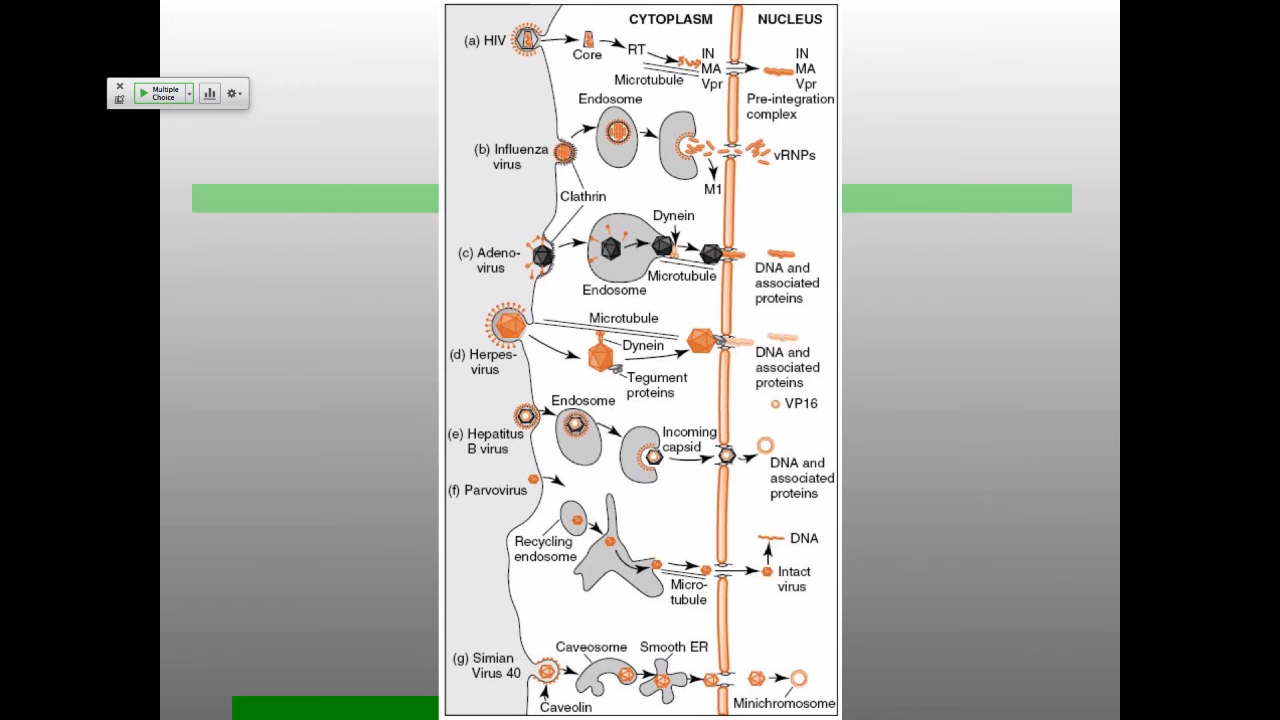 CYTOPLASM
NUCLEUS
(a) HIV
Core
RT
IN
MA
Vpr
Microtubule
IN
MA
Vpr
Pre-integration
complex
Multiple
Choice
Endosome
(b) Influenza
virus
vRNPs
M1
Clathrin
Dynein
(c) Adeno-
virus
Microtubule
Endosome
DNA and
associated
proteins
Microtubule
Dynein
(d) Herpes-
virus
Tegument
proteins
DNA and
associated
proteins
VP16
Endosome
(e) Hepatitus
B virus
Incoming
capsid
DNA and
associated
proteins
(f) Parvovirus
Recycling
endosome
Micro-
tubule
DNA
Intact
virus
(g) Simian
Virus 40
Caveosome
Smooth ER
Caveolin
Minichromosome